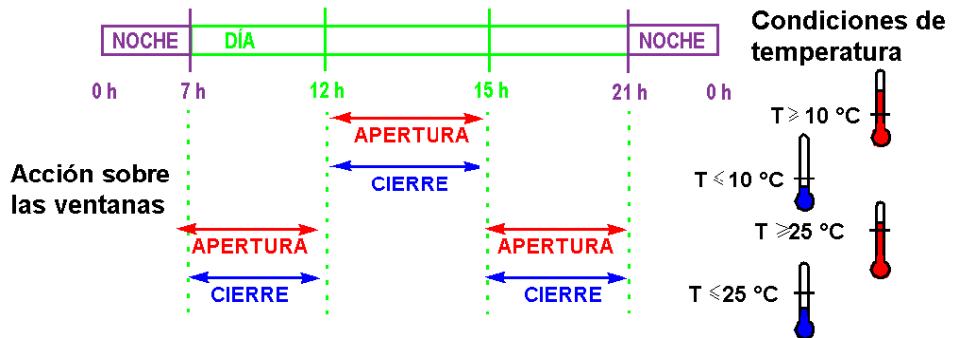 NOCHE DÍA NOCHE
0 h 7 h 12 h 15 h 21 h 0 h
Condiciones de
temperatura
APERTURA T ⩾ 10 °C
CIERRE T ⩽ 10 °C
Acción sobre
las ventanas
APERTURA APERTURA T ⩾25 °C
CIERRE CIERRE T ⩽25 °C